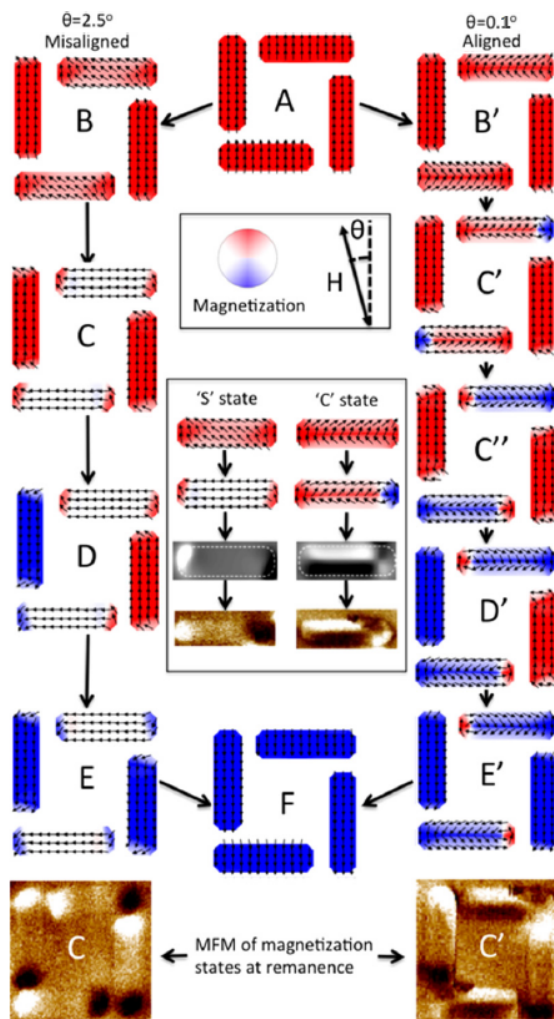 θ=2.5°
Misaligned
θ=0.1°
Aligned
B
A
B'
θ
H
Magnetization
C
C'
'S' state
'C' state
C''
D
D'
E
F
E'
C
MFM of magnetization
states at remanence
C'